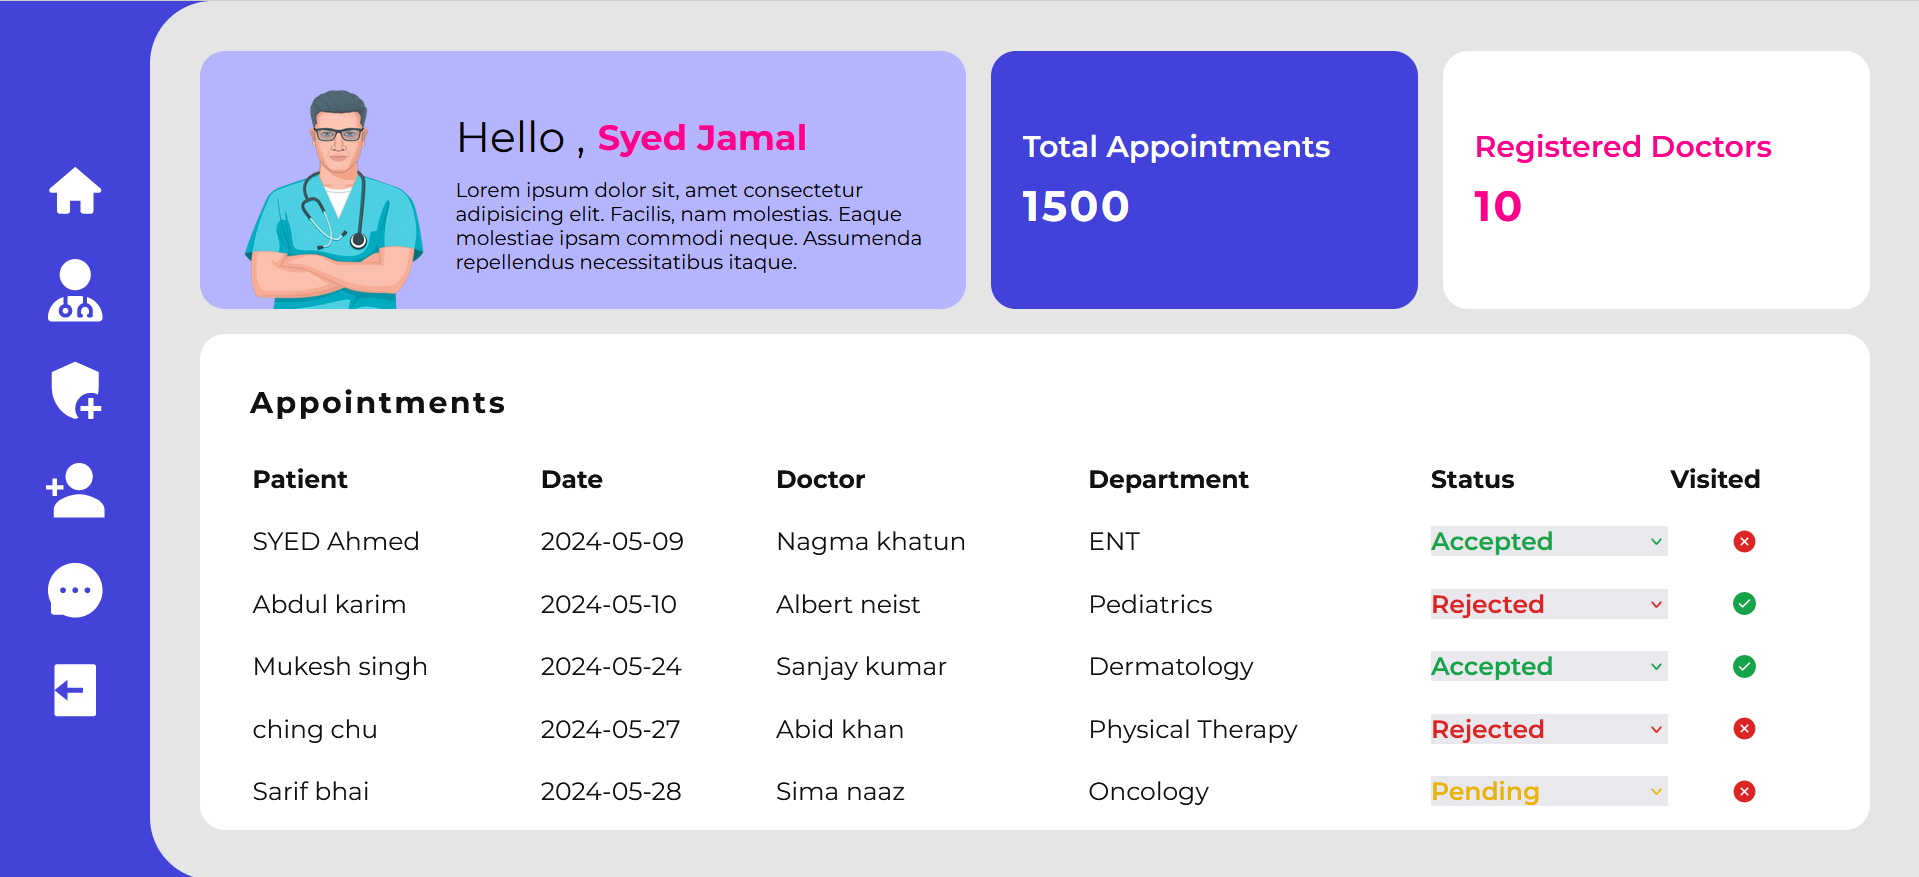 Hello , Syed Jamal
Lorem ipsum dolor sit, amet consectetur
adipisicing elit. Facilis, nam molestias. Eaque
molestiae ipsam commodi neque. Assumenda
repellendus necessitatibus itaque.
Total Appointments
1500
Registered Doctors
10
Appointments
Patient Date Doctor Department Status Visited
SYED Ahmed 2024-05-09 Nagma khatun ENT Accepted
Abdul karim 2024-05-10 Albert neist Pediatrics Rejected
Mukesh singh 2024-05-24 Sanjay kumar Dermatology Accepted
ching chu 2024-05-27 Abid khan Physical Therapy Rejected
Sarif bhai 2024-05-28 Sima naaz Oncology Pending